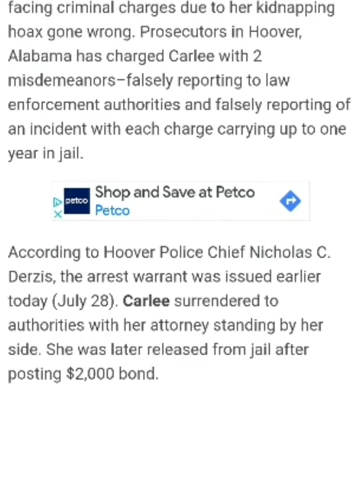 facing criminal charges due to her kidnapping
hoax gone wrong. Prosecutors in Hoover,
Alabama has charged Carlee with 2
misdemeanors–falsely reporting to law
enforcement authorities and falsely reporting of
an incident with each charge carrying up to one
year in jail.
petco
Shop and Save at Petco
Petco
According to Hoover Police Chief Nicholas C.
Derzis, the arrest warrant was issued earlier
today (July 28). Carlee surrendered to
authorities with her attorney standing by her
side. She was later released from jail after
posting $2,000 bond.